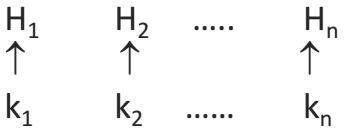 H₁ H₂ ..... Hₙ
↑ ↑ ↑
k₁ k₂ ...... kₙ